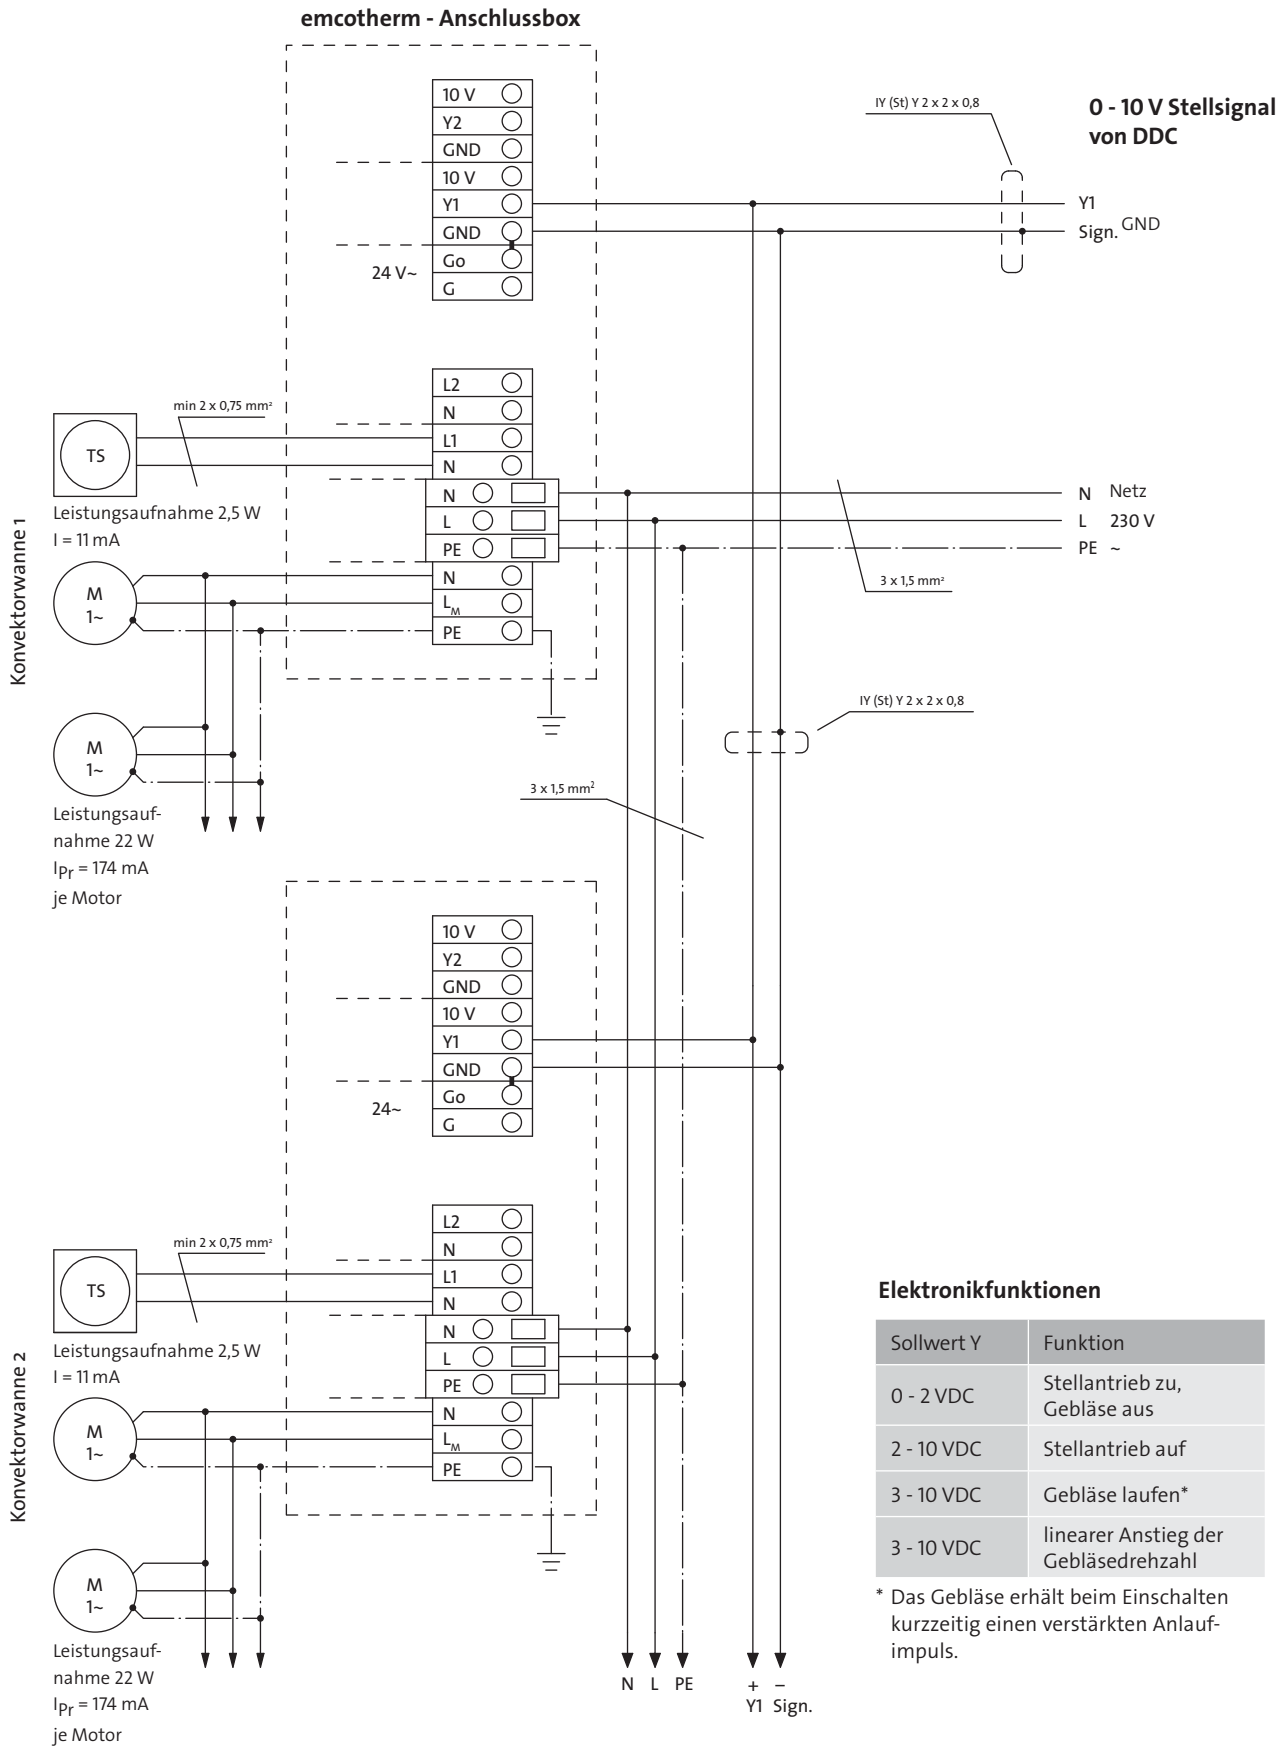 emcotherm - Anschlussbox
10 V
Y2
GND
10 V
Y1
GND
Go
G
24 V~
IY (St) Y 2 x 2 x 0,8
0 - 10 V Stellsignal
von DDC
Y1
Sign. GND
Konvektorwanne 1
TS
min 2 x 0,75 mm²
Leistungsaufnahme 2,5 W
I = 11 mA
M
1~
M
1~
Leistungsauf-
nahme 22 W
IPr = 174 mA
je Motor
L2
N
L1
N
N
L
PE
N
LM
PE
N Netz
L 230 V
PE ~
3 x 1,5 mm²
IY (St) Y 2 x 2 x 0,8
3 x 1,5 mm²
10 V
Y2
GND
10 V
Y1
GND
Go
G
24~
Konvektorwanne 2
TS
min 2 x 0,75 mm²
Leistungsaufnahme 2,5 W
I = 11 mA
M
1~
M
1~
Leistungsauf-
nahme 22 W
IPr = 174 mA
je Motor
L2
N
L1
N
N
L
PE
N
LM
PE
N L PE + –
Y1 Sign.
Elektronikfunktionen
Sollwert Y Funktion
0 - 2 VDC Stellantrieb zu,
Gebläse aus
2 - 10 VDC Stellantrieb auf
3 - 10 VDC Gebläse laufen*
3 - 10 VDC linearer Anstieg der
Gebläsedrehzahl
* Das Gebläse erhält beim Einschalten
kurzzeitig einen verstärkten Anlauf-
impuls.